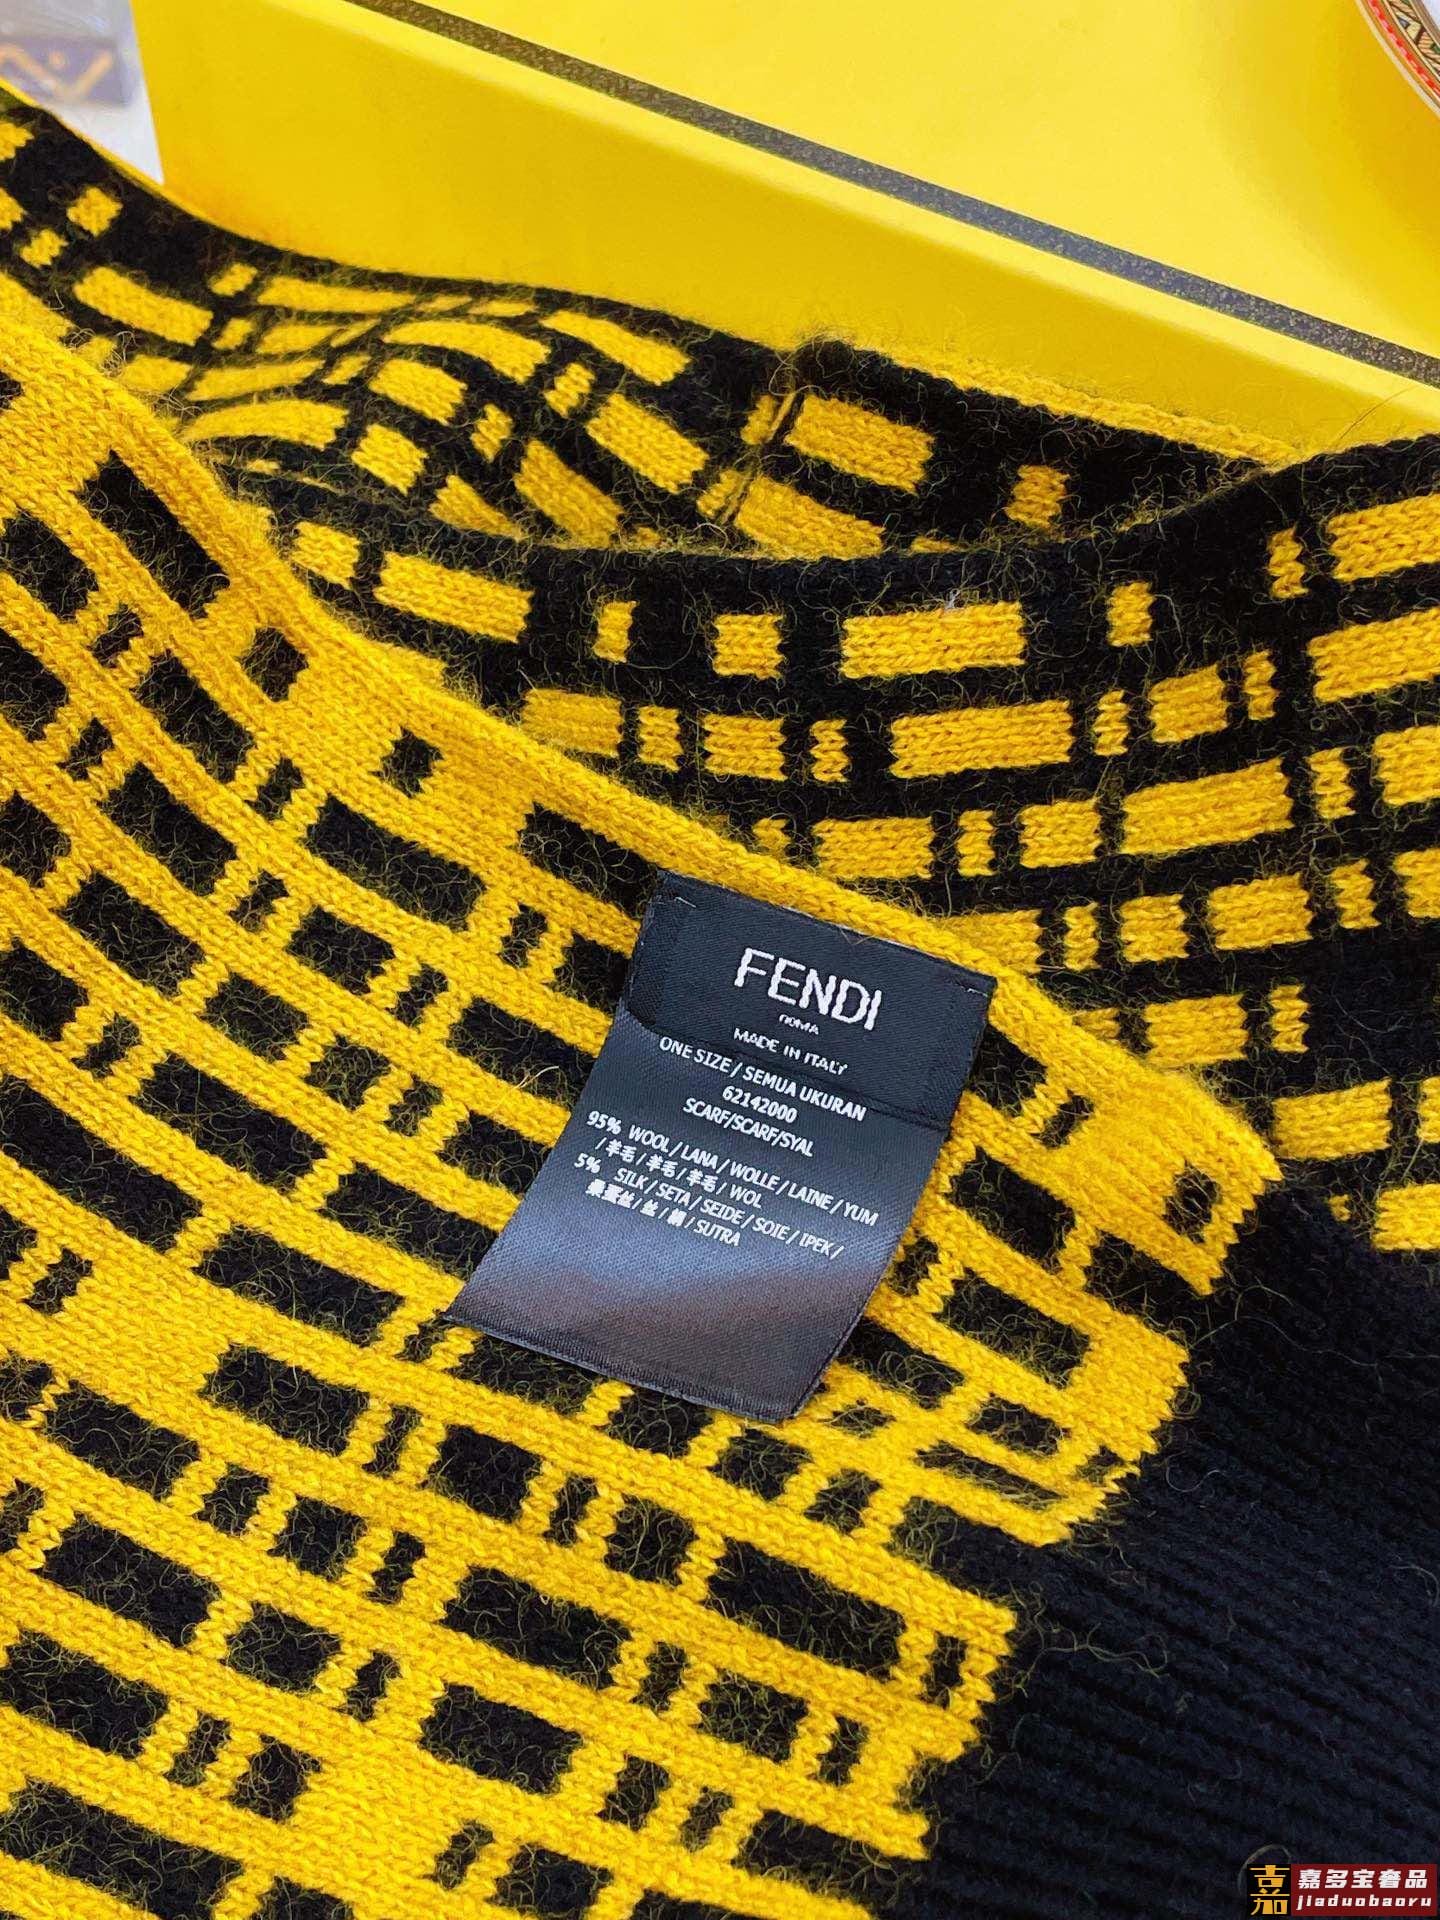 FENDI
ROMA
MADE IN ITALY
ONE SIZE / SEMUA UKURAN
62142000
SCARF/SCARF/SYAL
95% WOOL / LANA / WOLLE / LAINE / YUM
/ 羊毛 / 羊毛 / 羊毛 / WOL
5% SILK / SETA / SEIDE / SOIE / IPEK /
桑蚕丝 / 丝 / 絹 / SUTRA
嘉 嘉多宝奢品
jiaduobaoru